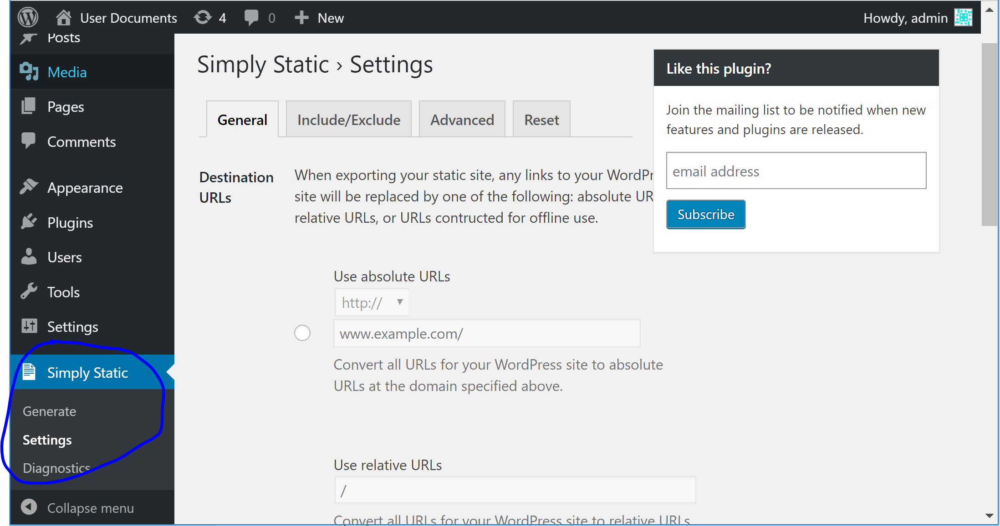 User Documents 4 0 New Howdy, admin
Posts
Media
Pages
Comments
Appearance
Plugins
Users
Tools
Settings
Simply Static
Generate
Settings
Diagnostics
Collapse menu
Simply Static › Settings
General Include/Exclude Advanced Reset
Destination
URLs
When exporting your static site, any links to your WordPr
site will be replaced by one of the following: absolute UR
relative URLs, or URLs contructed for offline use.
Use absolute URLs
http://
www.example.com/
Convert all URLs for your WordPress site to absolute
URLs at the domain specified above.
Use relative URLs
/
Convert all URLs for your WordPress site to relative URLs
Like this plugin?
Join the mailing list to be notified when new
features and plugins are released.
email address
Subscribe